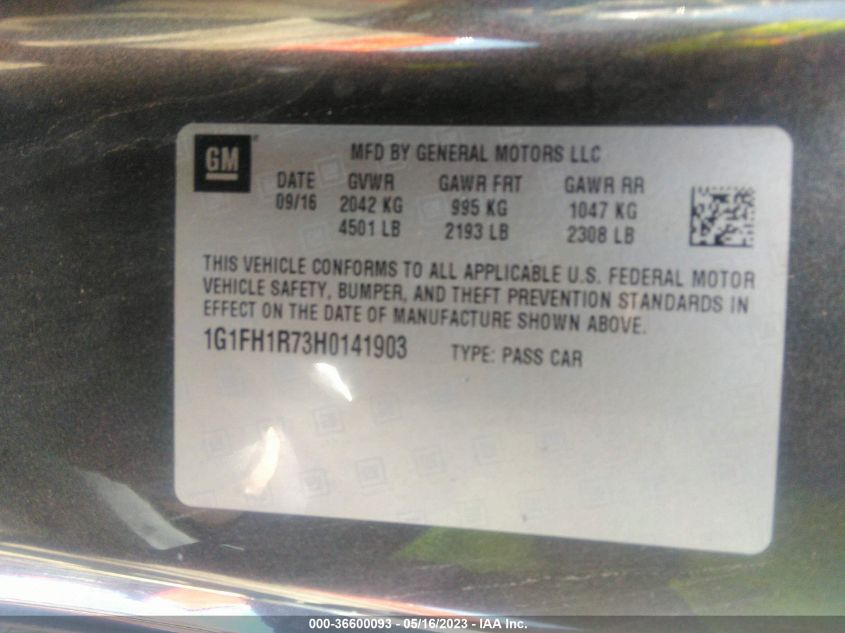 GM
MFD BY GENERAL MOTORS LLC
DATE GVWR GAWR FRT GAWR RR
09/16 2042 KG 995 KG 1047 KG
4501 LB 2193 LB 2308 LB
THIS VEHICLE CONFORMS TO ALL APPLICABLE U.S. FEDERAL MOTOR
VEHICLE SAFETY, BUMPER, AND THEFT PREVENTION STANDARDS IN
EFFECT ON THE DATE OF MANUFACTURE SHOWN ABOVE.
1G1FH1R73H0141903 TYPE: PASS CAR
000-36600093 - 05/16/2023 - IAA Inc.